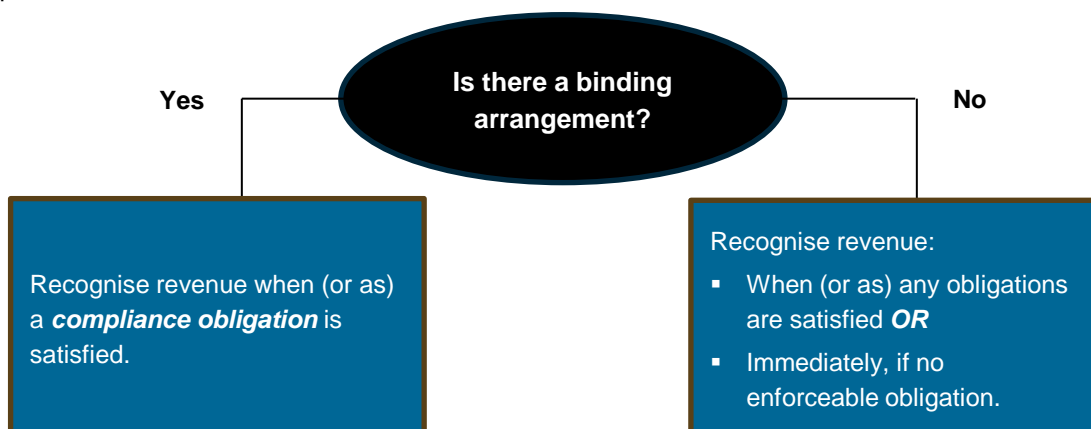 Is there a binding
arrangement?
Yes
No
Recognise revenue when (or as)
a compliance obligation is
satisfied.
Recognise revenue:
▪ When (or as) any obligations
are satisfied OR
▪ Immediately, if no
enforceable obligation.